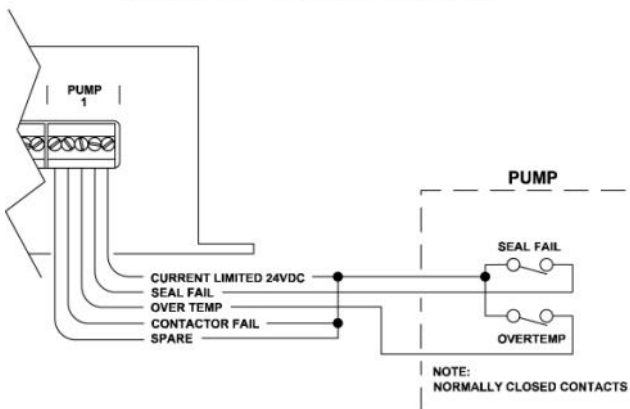 PUMP
1
PUMP
SEAL FAIL
CURRENT LIMITED 24VDC
SEAL FAIL
OVER TEMP
CONTACTOR FAIL
SPARE
OVERTEMP
NOTE:
NORMALLY CLOSED CONTACTS